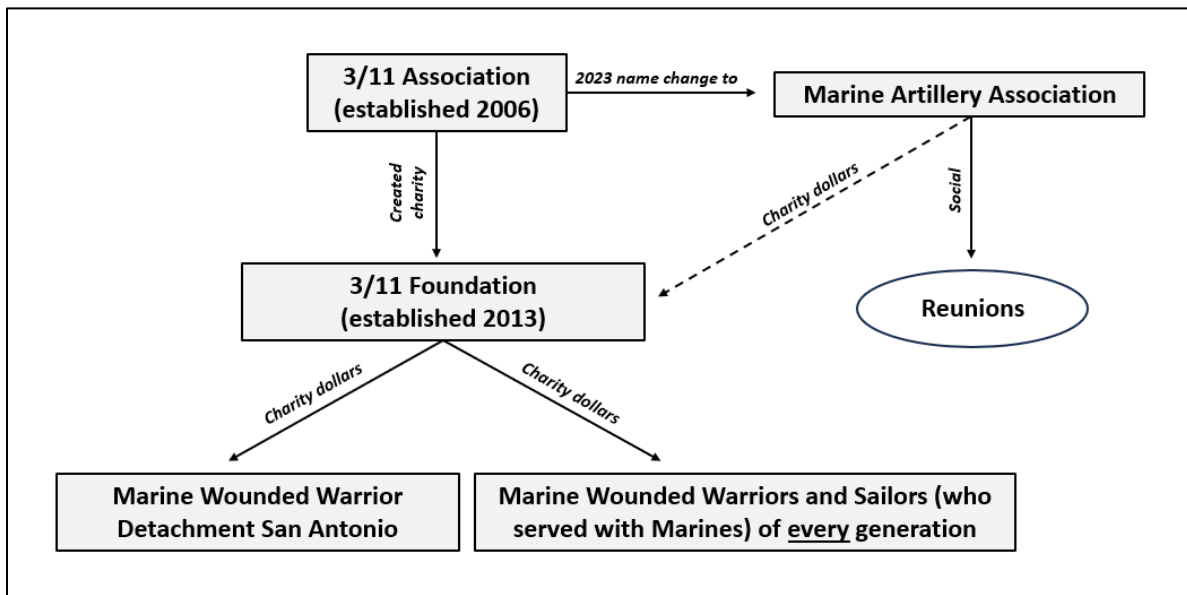 3/11 Association
(established 2006)
2023 name change to
Marine Artillery Association
Created
charity
Charity dollars
Social
3/11 Foundation
(established 2013)
Reunions
Charity dollars
Charity dollars
Marine Wounded Warrior
Detachment San Antonio
Marine Wounded Warriors and Sailors (who
served with Marines) of every generation